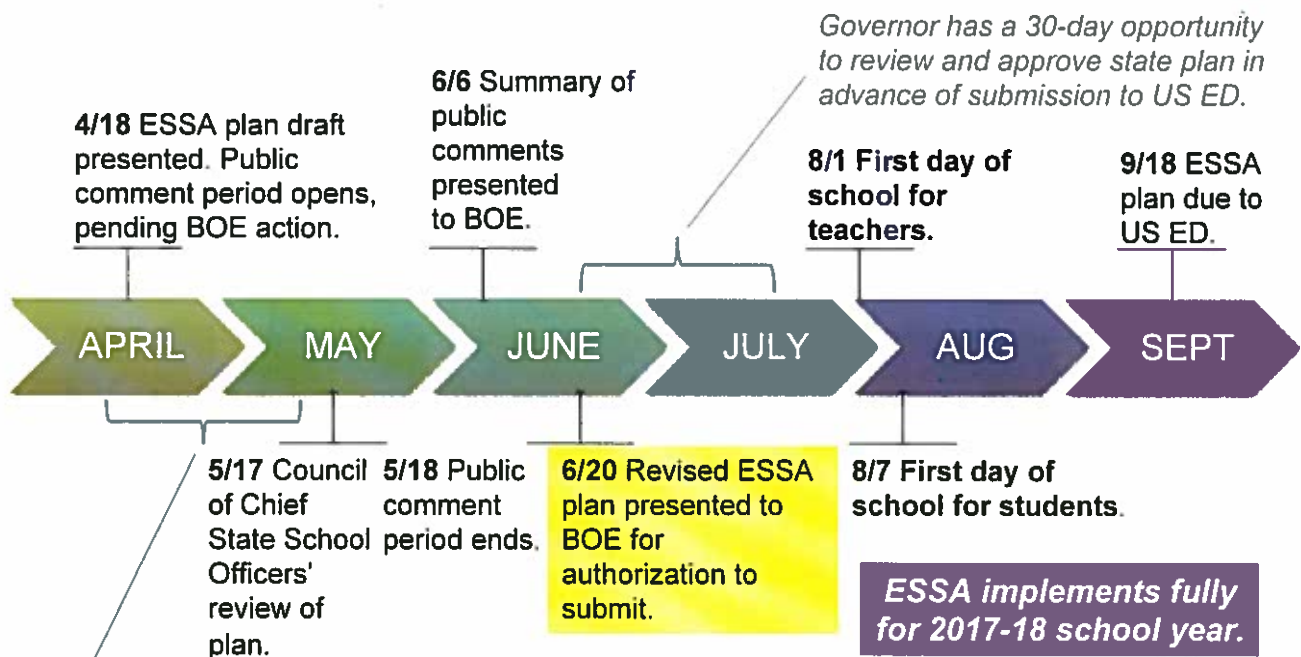 Governor has a 30-day opportunity
to review and approve state plan in
advance of submission to US ED.
4/18 ESSA plan draft
presented. Public
comment period opens,
pending BOE action.
6/6 Summary of
public
comments
presented
to BOE.
8/1 First day of
school for
teachers.
9/18 ESSA
plan due to
US ED.
APRIL
MAY
JUNE
JULY
AUG
SEPT
5/17 Council
of Chief
State School
Officers'
review of
plan.
5/18 Public
comment
period ends.
6/20 Revised ESSA
plan presented to
BOE for
authorization to
submit.
8/7 First day of
school for students.
ESSA implements fully
for 2017-18 school year.